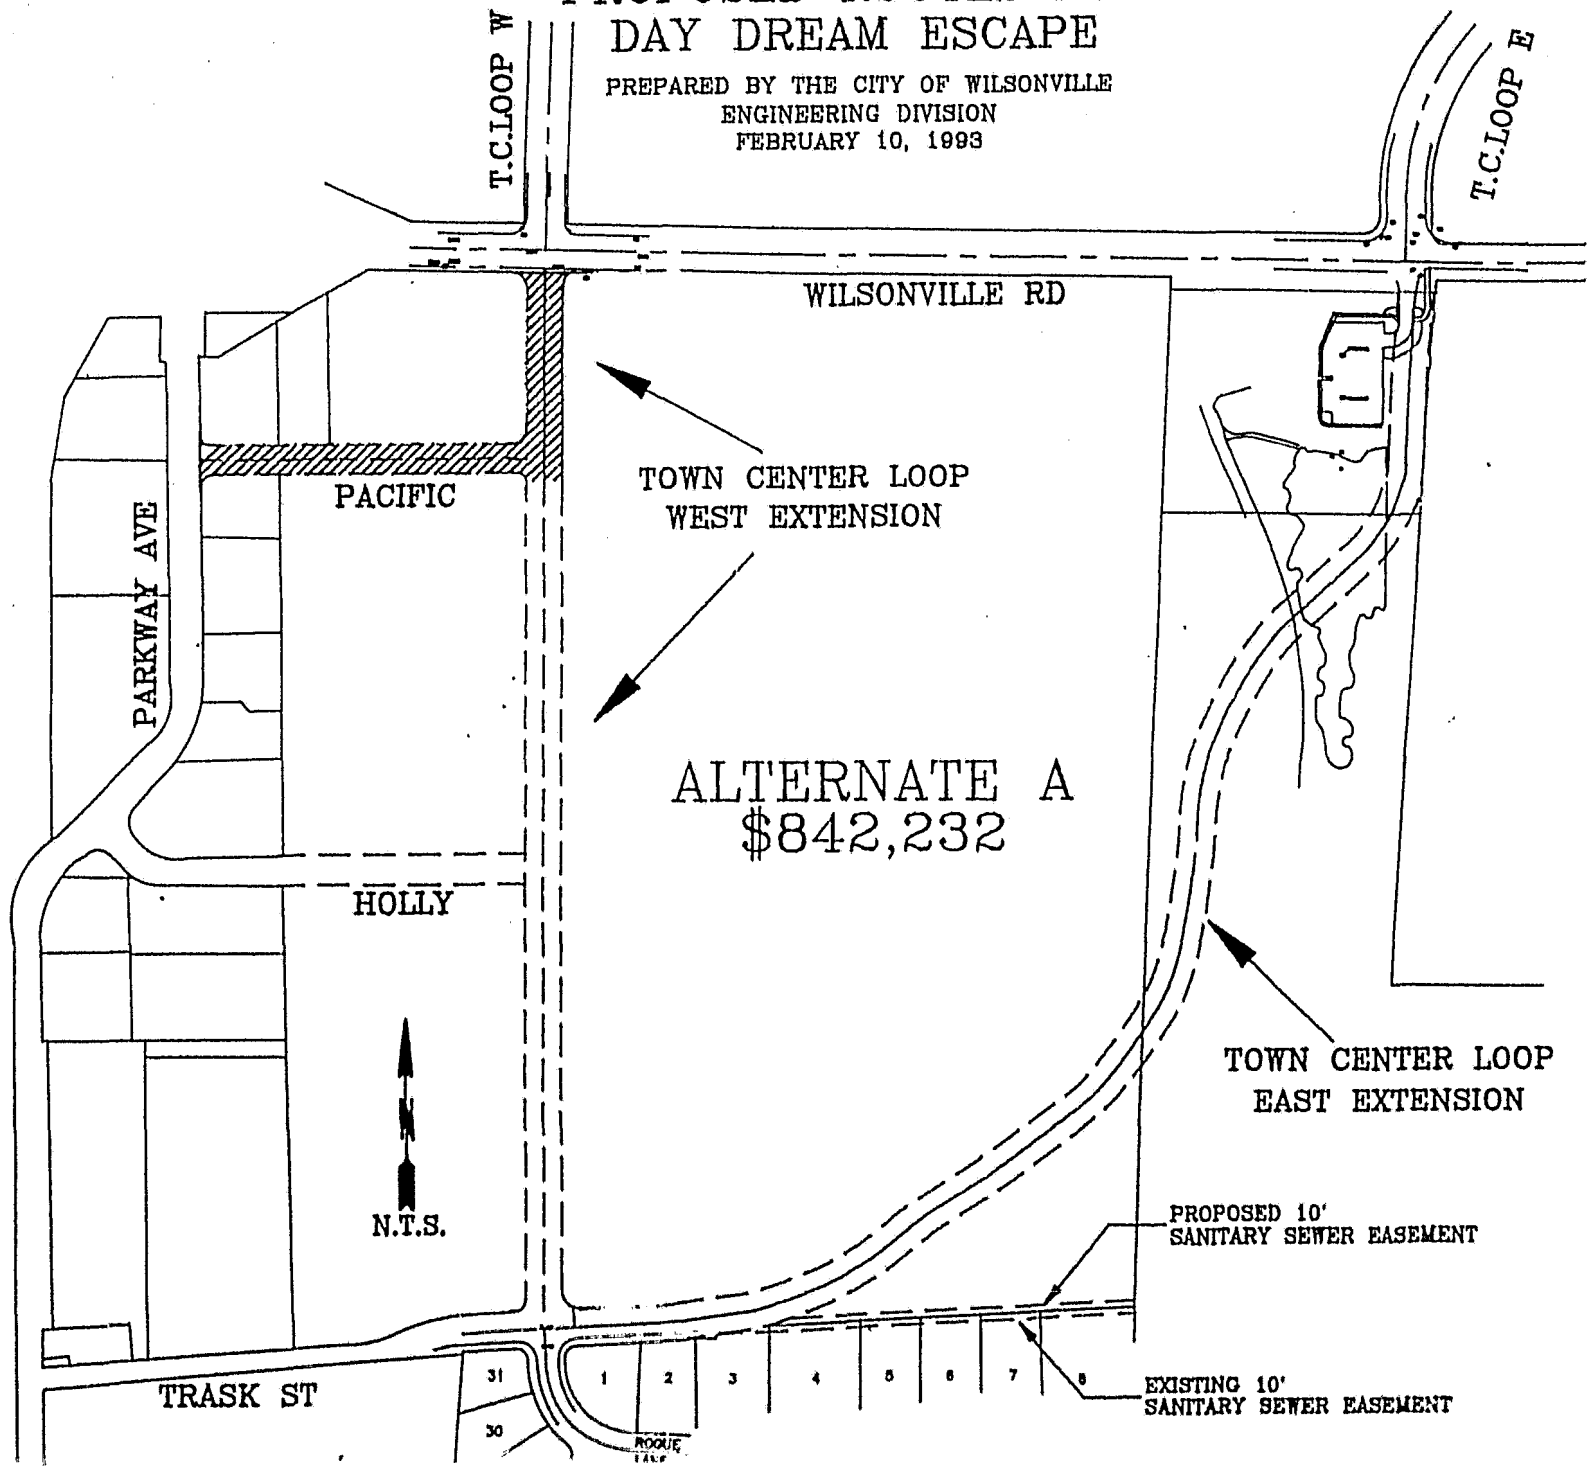 DAY DREAM ESCAPE
PREPARED BY THE CITY OF WILSONVILLE
ENGINEERING DIVISION
FEBRUARY 10, 1993
T.C.LOOP W
T.C.LOOP E
WILSONVILLE RD
PACIFIC
TOWN CENTER LOOP
WEST EXTENSION
PARKWAY AVE
ALTERNATE A
$842,232
HOLLY
TOWN CENTER LOOP
EAST EXTENSION
N
N.T.S.
PROPOSED 10'
SANITARY SEWER EASEMENT
TRASK ST
31
1
2
3
4
5
6
7
8
EXISTING 10'
SANITARY SEWER EASEMENT
30
ROGUE
LANE